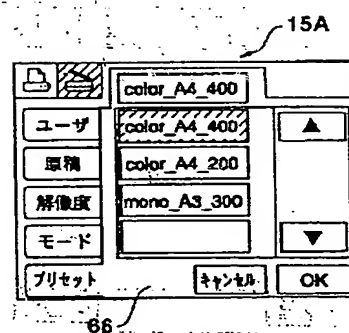 15A
color_A4_400
ユーザ
color_A4_400
▲
原稿
color_A4_200
解像度
mono_A3_300
モード
▼
プリセット
キャンセル
OK
66